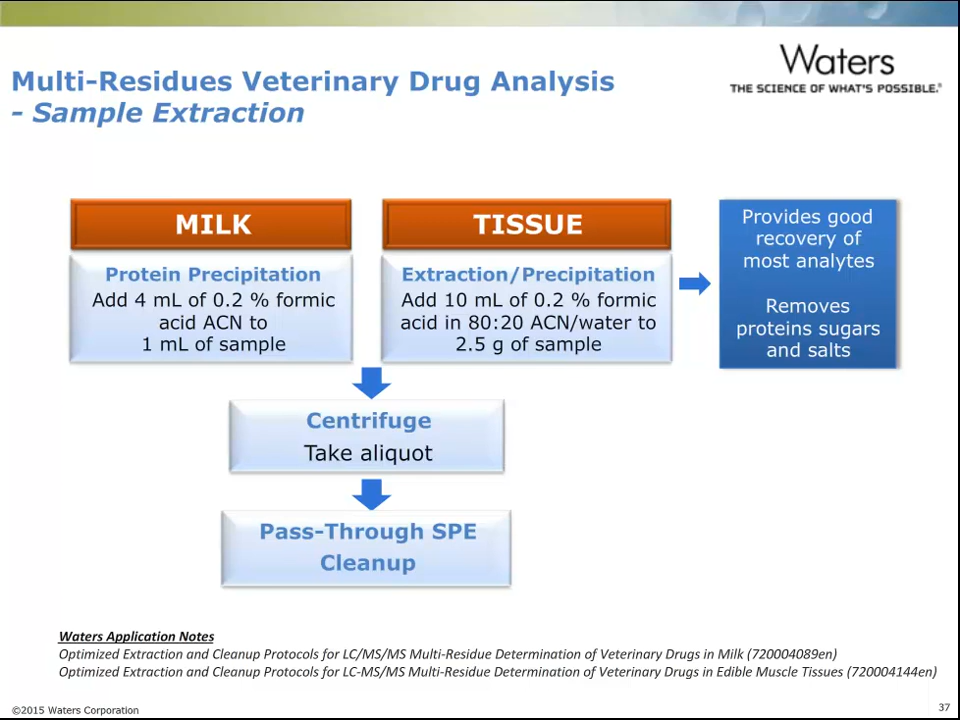 Multi-Residues Veterinary Drug Analysis
- Sample Extraction
Waters
THE SCIENCE OF WHAT'S POSSIBLE.®
MILK
Protein Precipitation
Add 4 mL of 0.2 % formic
acid ACN to
1 mL of sample
TISSUE
Extraction/Precipitation
Add 10 mL of 0.2 % formic
acid in 80:20 ACN/water to
2.5 g of sample
Provides good
recovery of
most analytes
Removes
proteins sugars
and salts
Centrifuge
Take aliquot
Pass-Through SPE
Cleanup
Waters Application Notes
Optimized Extraction and Cleanup Protocols for LC/MS/MS Multi-Residue Determination of Veterinary Drugs in Milk (720004089en)
Optimized Extraction and Cleanup Protocols for LC-MS/MS Multi-Residue Determination of Veterinary Drugs in Edible Muscle Tissues (720004144en)
©2015 Waters Corporation
37